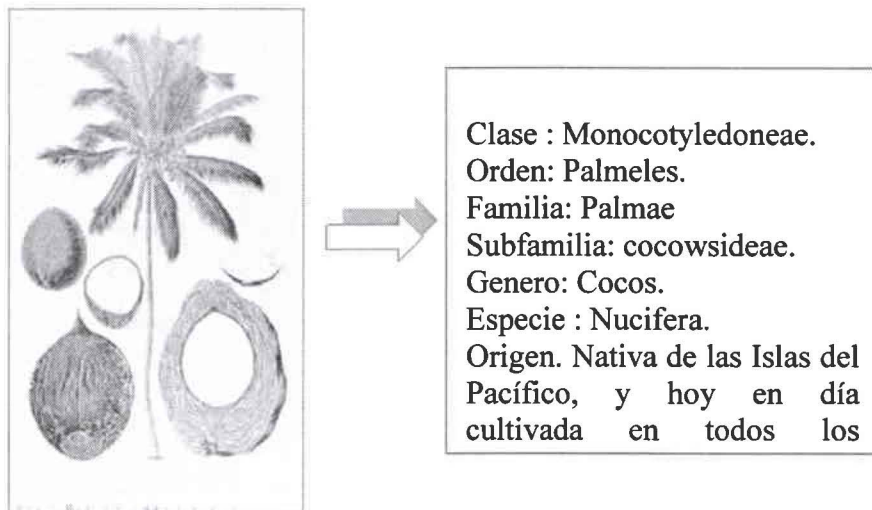 Clase : Monocotyledoneae.
Orden: Palmeles.
Familia: Palmae
Subfamilia: cocowsideae.
Genero: Cocos.
Especie : Nucifera.
Origen. Nativa de las Islas del
Pacífico, y hoy en día
cultivada en todos los